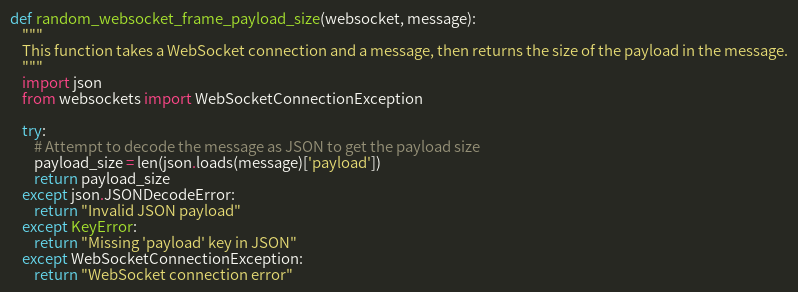 def random_websocket_frame_payload_size(websocket, message):
    """
    This function takes a WebSocket connection and a message, then returns the size of the payload in the message.
    """
    import json
    from websockets import WebSocketConnectionException

    try:
        # Attempt to decode the message as JSON to get the payload size
        payload_size = len(json.loads(message)['payload'])
        return payload_size
    except json.JSONDecodeError:
        return "Invalid JSON payload"
    except KeyError:
        return "Missing 'payload' key in JSON"
    except WebSocketConnectionException:
        return "WebSocket connection error"